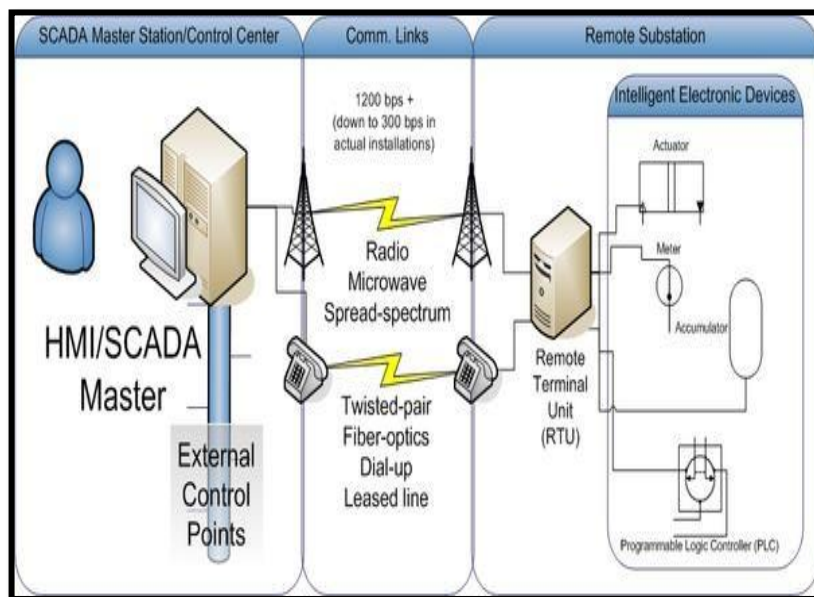 SCADA Master Station/Control Center
HMI/SCADA
Master
External
Control
Points
Comm. Links
1200 bps +
(down to 300 bps in
actual installations)
Radio
Microwave
Spread-spectrum
Twisted-pair
Fiber-optics
Dial-up
Leased line
Remote Substation
Remote
Terminal
Unit
(RTU)
Intelligent Electronic Devices
Actuator
Meter
Accumulator
Programmable Logic Controller (PLC)